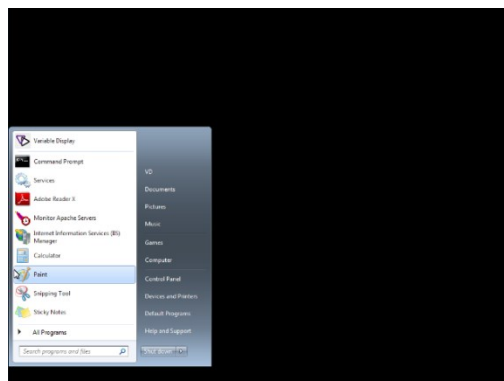 Variable Display
Command Prompt
Services
Adobe Reader X
Monitor Apache Servers
Internet Information Services (IIS)
Manager
Calculator
Paint
Snipping Tool
Sticky Notes
All Programs
Search programs and files
VD
Documents
Pictures
Music
Games
Computer
Control Panel
Devices and Printers
Default Programs
Help and Support
Shut down